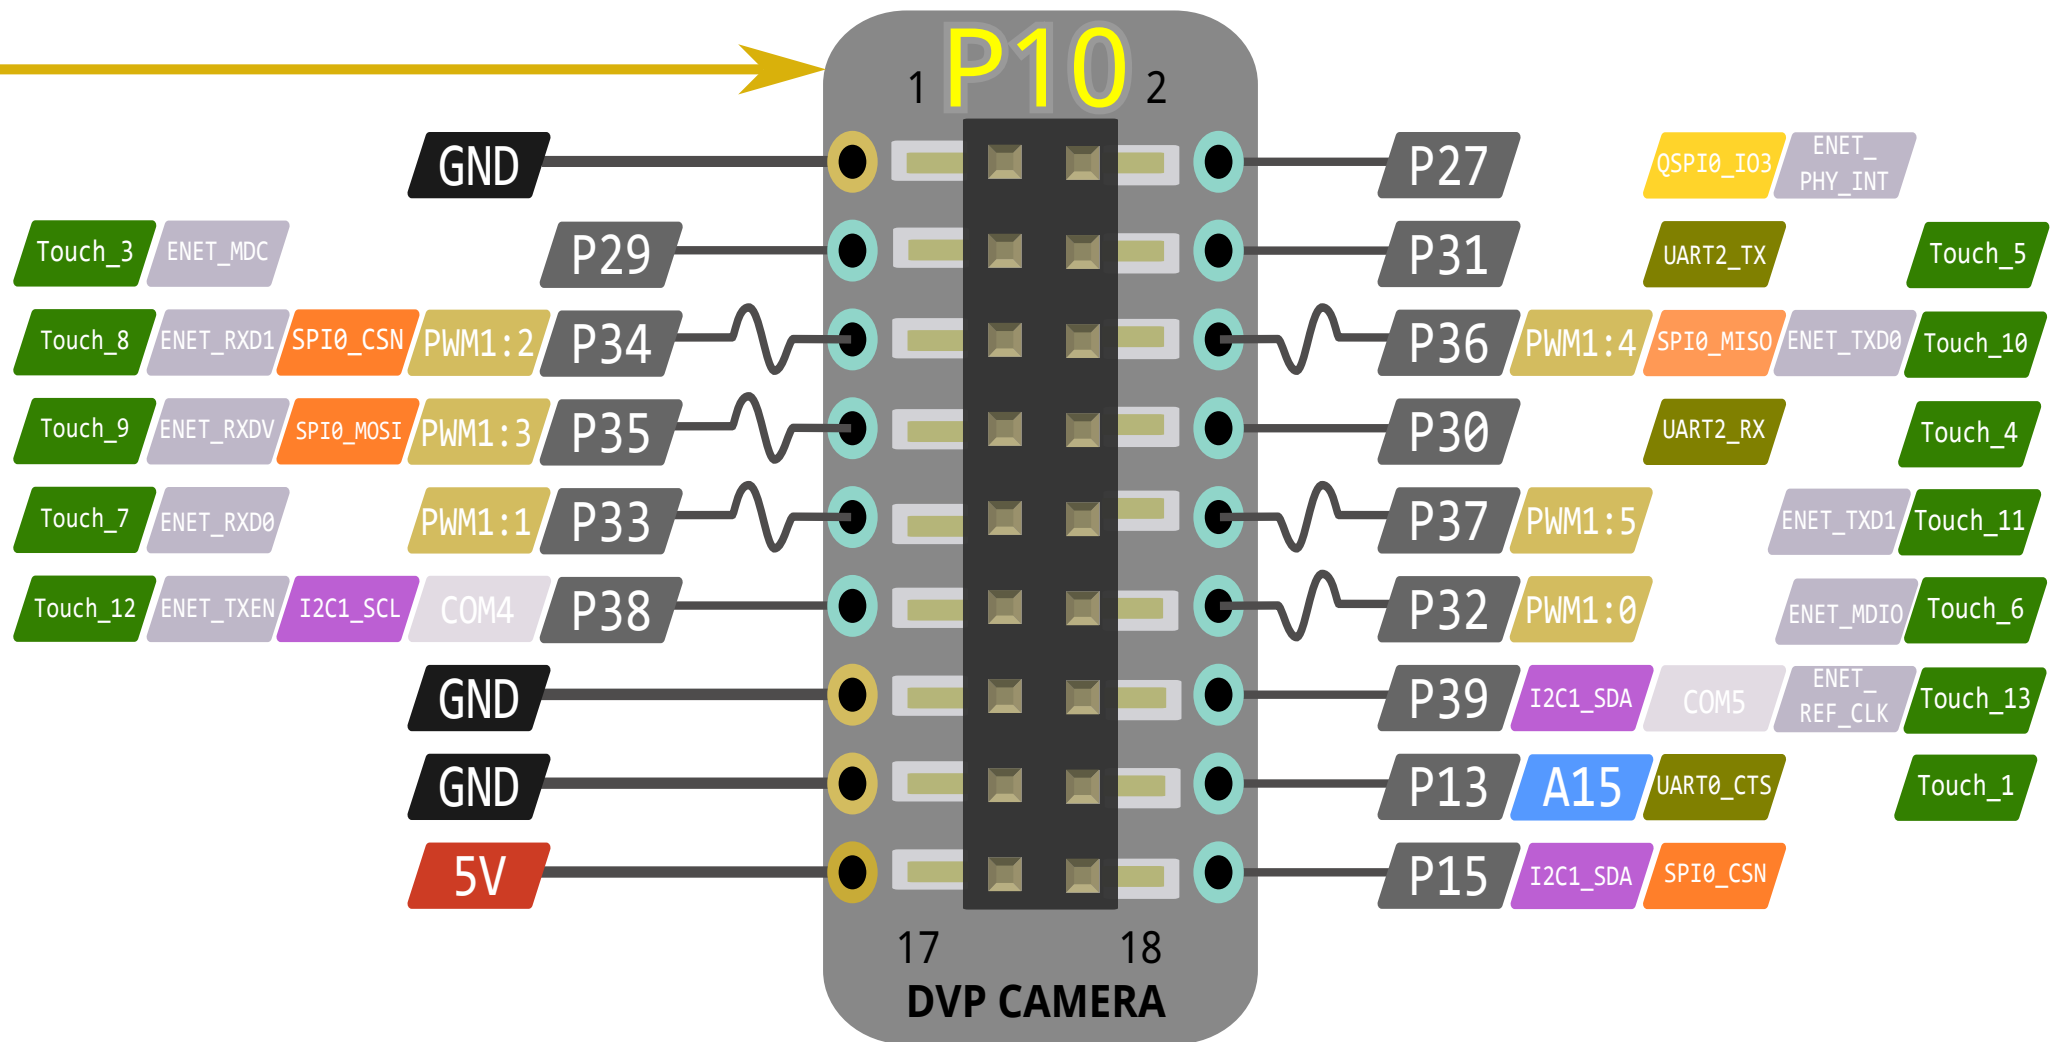 1 P10 2
GND P27 QSPI0_IO3 ENET_
PHY_INT
Touch_3 ENET_MDC P29 P31 UART2_TX Touch_5
Touch_8 ENET_RXD1 SPI0_CSN PWM1:2 P34 P36 PWM1:4 SPI0_MISO ENET_TXD0 Touch_10
Touch_9 ENET_RXDV SPI0_MOSI PWM1:3 P35 P30 UART2_RX Touch_4
Touch_7 ENET_RXD0 PWM1:1 P33 P37 PWM1:5 ENET_TXD1 Touch_11
Touch_12 ENET_TXEN I2C1_SCL COM4 P38 P32 PWM1:0 ENET_MDIO Touch_6
GND P39 I2C1_SDA COM5 ENET_
REF_CLK Touch_13
GND P13 A15 UART0_CTS Touch_1
5V P15 I2C1_SDA SPI0_CSN
17 18
DVP CAMERA